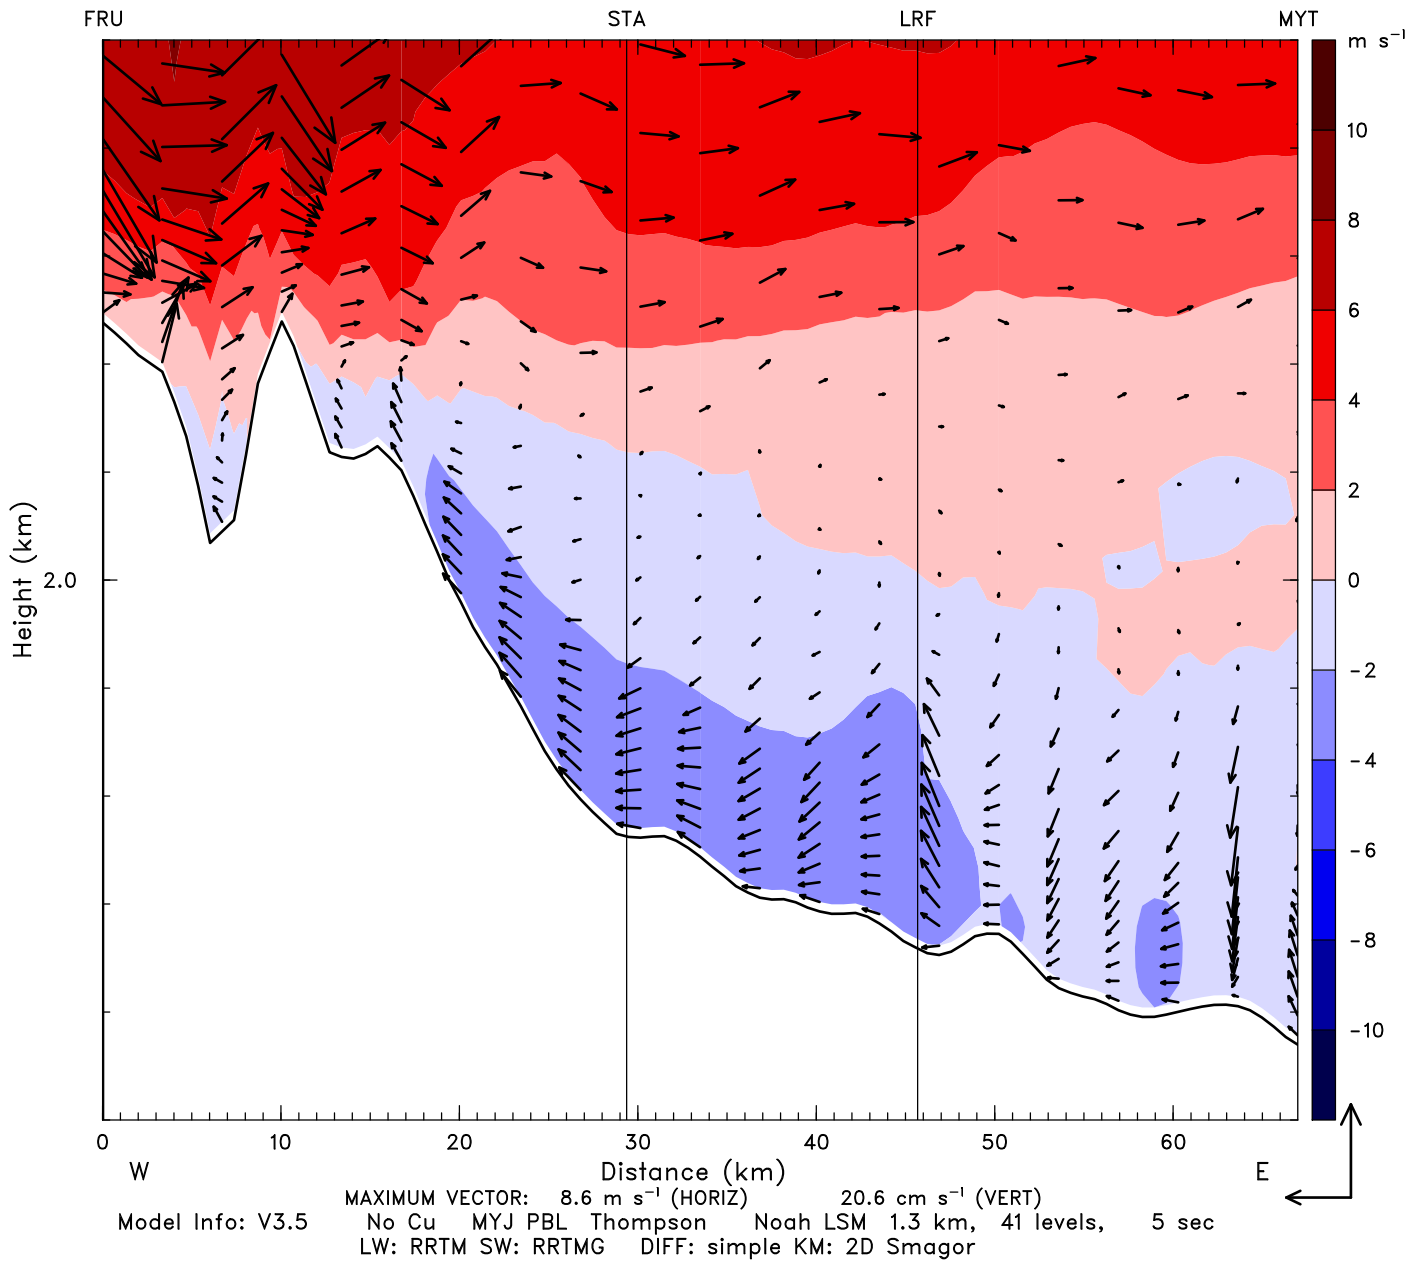 FRU STA LRF MYT
m s⁻¹
10
8
6
4
2
2.0 0
-2
Height (km)
-4
-6
-8
-10
0 10 20 30 40 50 60
W Distance (km) E
MAXIMUM VECTOR: 8.6 m s⁻¹ (HORIZ) 20.6 cm s⁻¹ (VERT)
Model Info: V3.5 No Cu MYJ PBL Thompson Noah LSM 1.3 km, 41 levels, 5 sec
LW: RRTM SW: RRTMG DIFF: simple KM: 2D Smagor